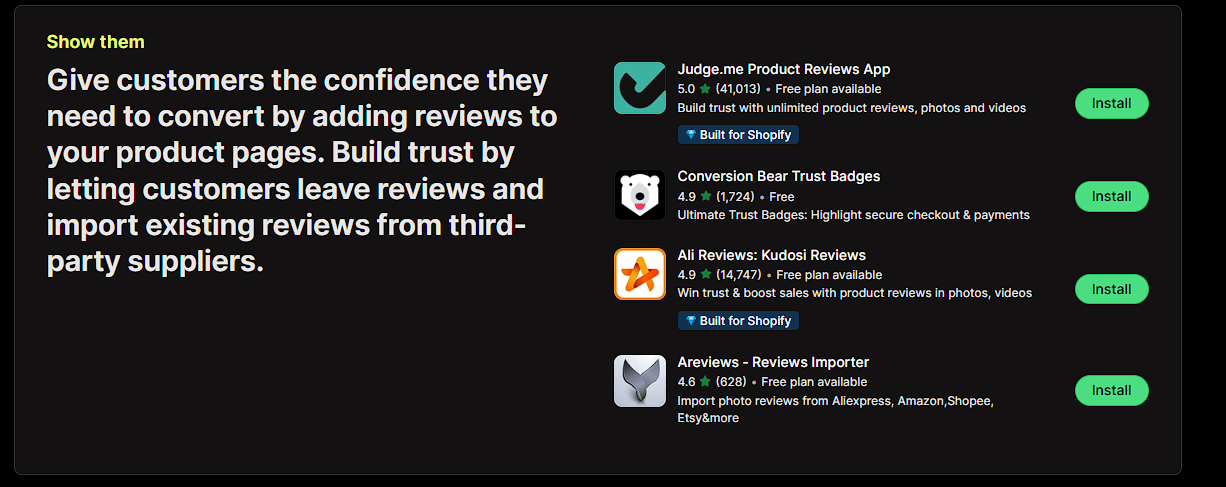 Show them
Give customers the confidence they
need to convert by adding reviews to
your product pages. Build trust by
letting customers leave reviews and
import existing reviews from third-
party suppliers.
Judge.me Product Reviews App
5.0 ★ (41,013) • Free plan available
Build trust with unlimited product reviews, photos and videos
Built for Shopify
Install
Conversion Bear Trust Badges
4.9 ★ (1,724) • Free
Ultimate Trust Badges: Highlight secure checkout & payments
Install
Ali Reviews: Kudosi Reviews
4.9 ★ (14,747) • Free plan available
Win trust & boost sales with product reviews in photos, videos
Built for Shopify
Install
Areviews - Reviews Importer
4.6 ★ (628) • Free plan available
Import photo reviews from Aliexpress, Amazon,Shopee,
Etsy&more
Install